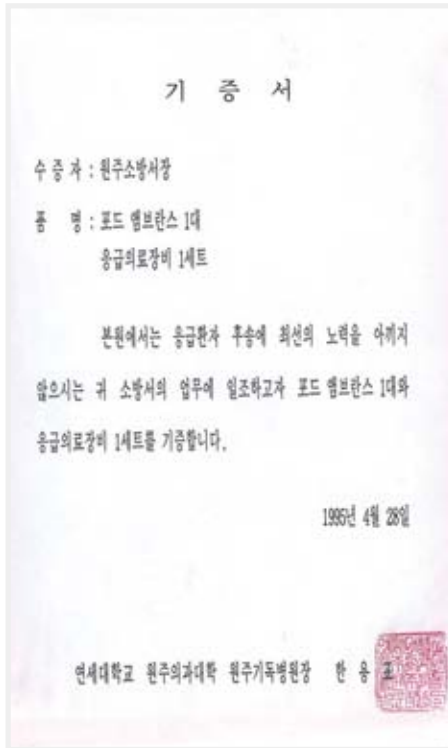 기 증 서
수 증 자 : 원주소방서장
품 명 : 포드 앰브란스 1대
응급의료장비 1세트
본원에서는 응급환자 후송에 최선의 노력을 아끼지
않으시는 귀 소방서의 업무에 일조하고자 포드 앰브란스 1대와
응급의료장비 1세트를 기증합니다.
1995년 4월 28일
연세대학교 원주의과대학 원주기독병원장 한 용 표